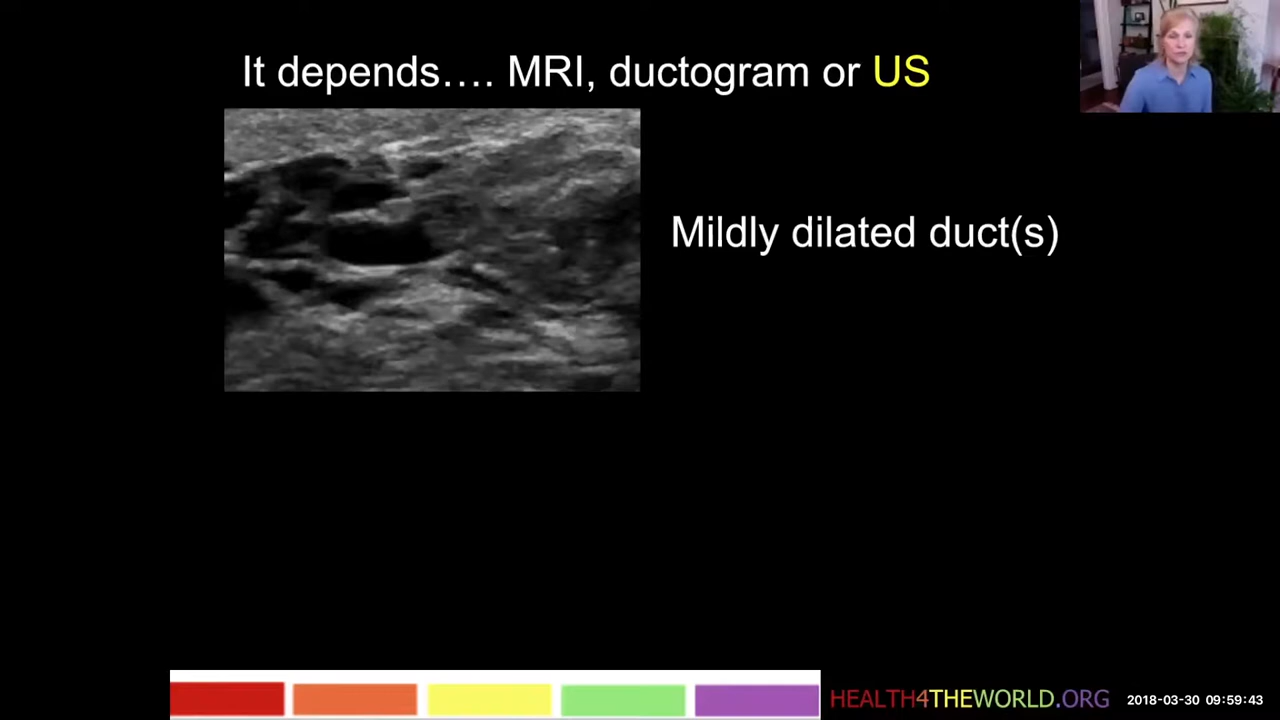 It depends…. MRI, ductogram or US
Mildly dilated duct(s)
HEALTH4THEWORLD.ORG
2018-03-30 09:59:43